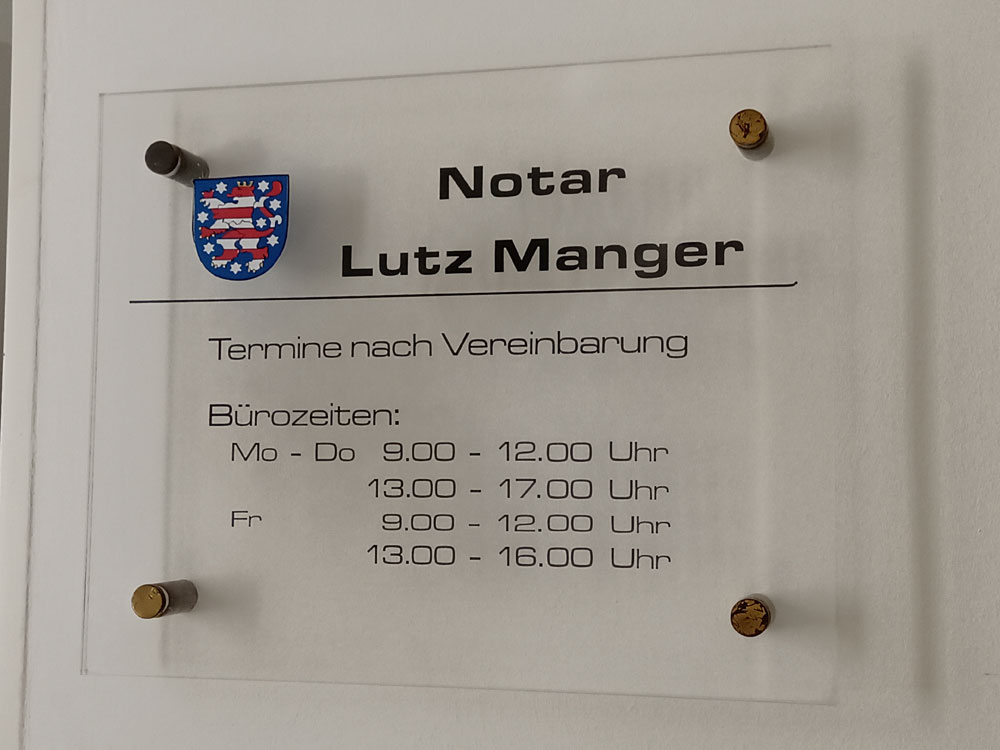 Notar
Lutz Manger
Termine nach Vereinbarung
Bürozeiten:
Mo - Do 9.00 - 12.00 Uhr
13.00 - 17.00 Uhr
Fr 9.00 - 12.00 Uhr
13.00 - 16.00 Uhr